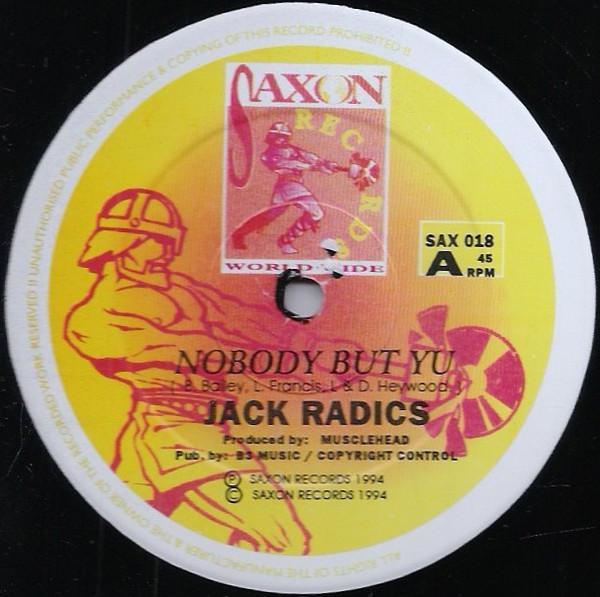 SAXON
RECORDS
WORLD WIDE
SAX 018
A 45
RPM
NOBODY BUT YU
( B. Bailey, L. Francis, L & D. Heywood )
JACK RADICS
Produced by: MUSCLEHEAD
Pub. by: B3 MUSIC / COPYRIGHT CONTROL
Ⓟ SAXON RECORDS 1994
© SAXON RECORDS 1994
ALL RIGHTS OF THE MANUFACTURER & THE OWNER OF THE RECORDED WORK RESERVED !! UNAUTHORISED PUBLIC PERFORMANCE & COPYING OF THIS RECORD PROHIBITED !!